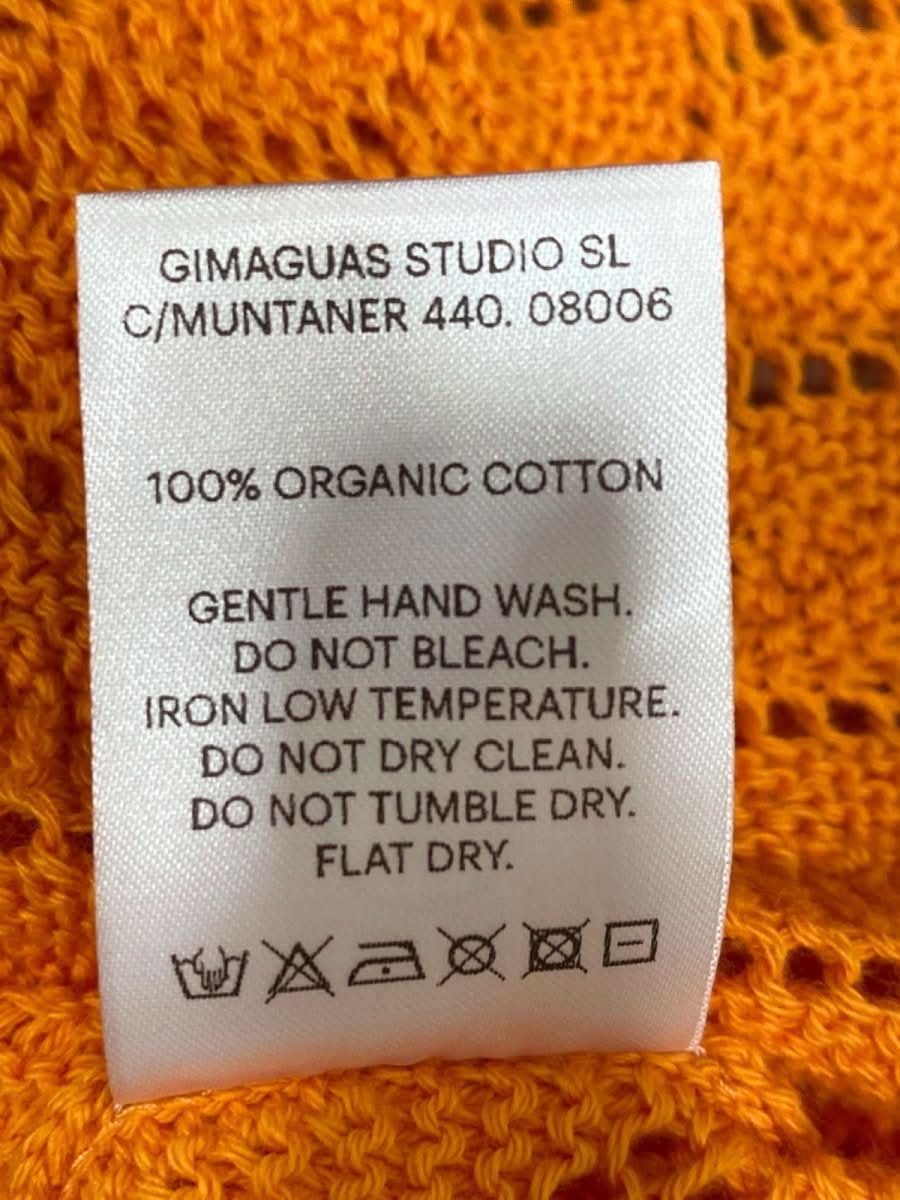 GIMAGUAS STUDIO SL
C/MUNTANER 440. 08006
100% ORGANIC COTTON
GENTLE HAND WASH.
DO NOT BLEACH.
IRON LOW TEMPERATURE.
DO NOT DRY CLEAN.
DO NOT TUMBLE DRY.
FLAT DRY.